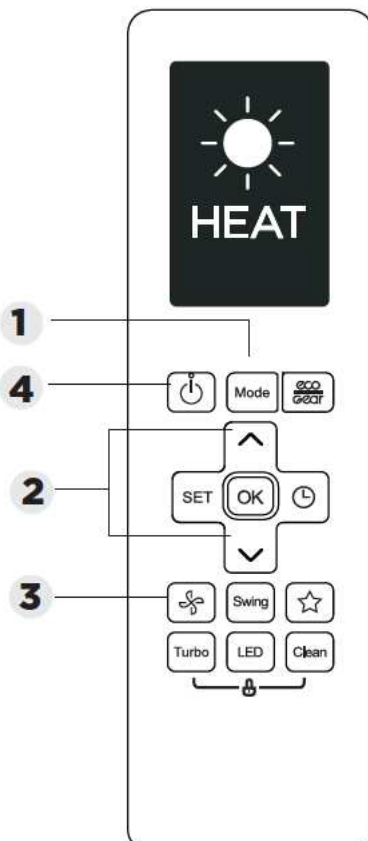 HEAT
1
4
Mode
eco
Gear
2
SET OK
3
Swing
Turbo LED Clean